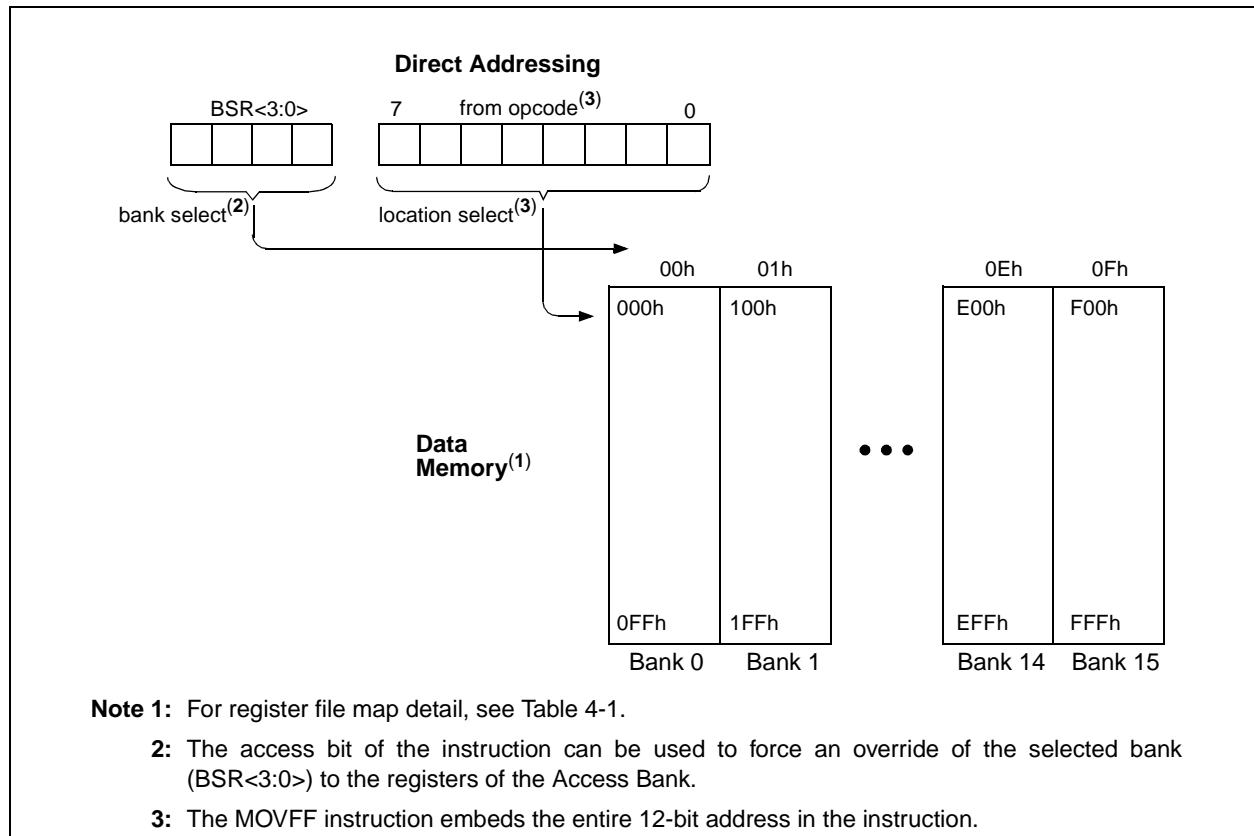 Direct Addressing
BSR<3:0>
7 from opcode(3) 0
bank select(2)
location select(3)
00h 01h 0Eh 0Fh
000h 100h E00h F00h
Data
Memory(1)
0FFh 1FFh EFFh FFFh
Bank 0 Bank 1 Bank 14 Bank 15
Note 1: For register file map detail, see Table 4-1.
2: The access bit of the instruction can be used to force an override of the selected bank
(BSR<3:0>) to the registers of the Access Bank.
3: The MOVFF instruction embeds the entire 12-bit address in the instruction.